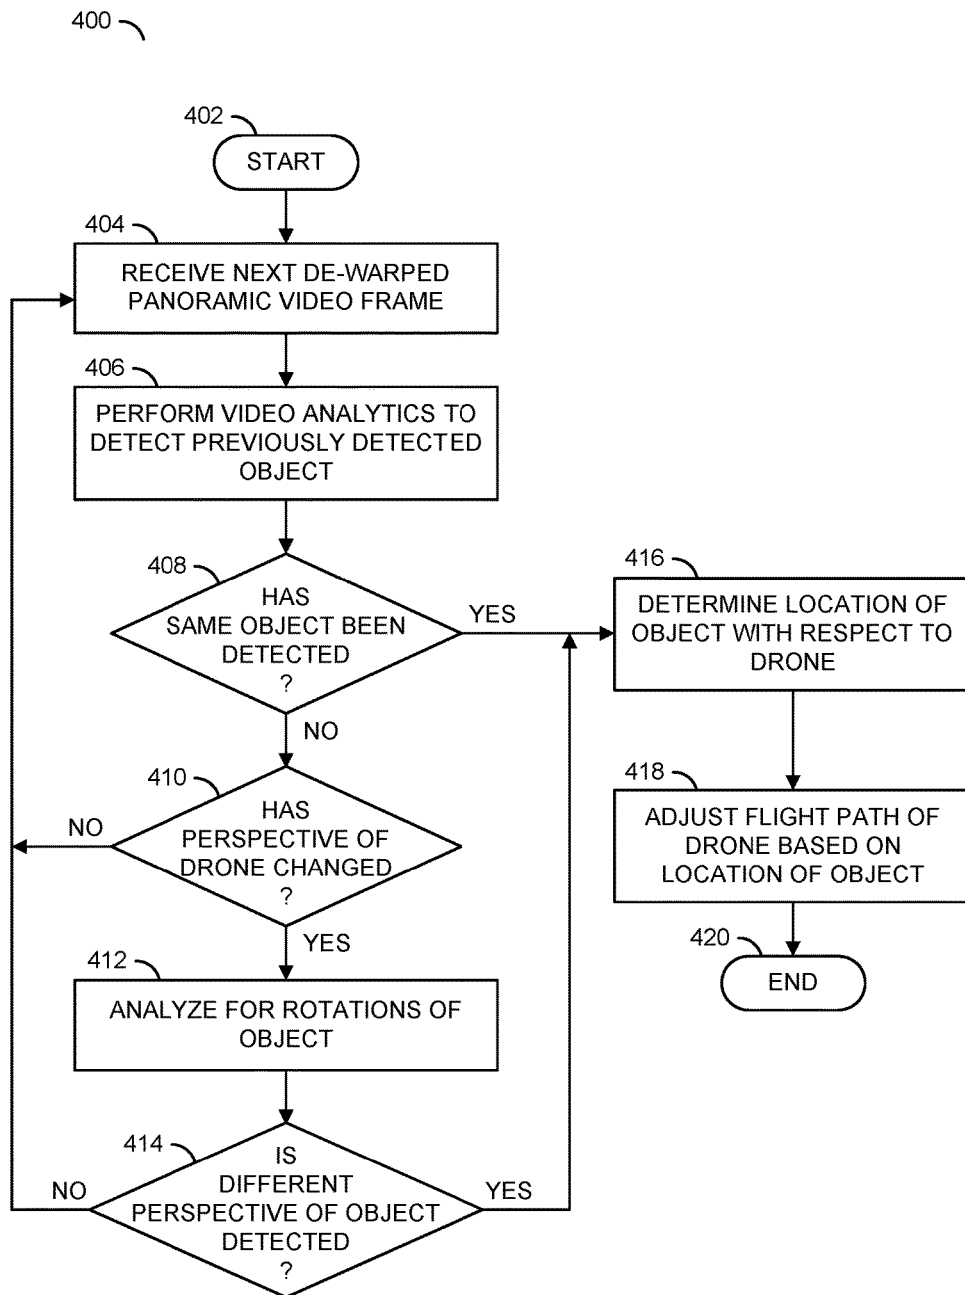 400
402
START
404
RECEIVE NEXT DE-WARPED
PANORAMIC VIDEO FRAME
406
PERFORM VIDEO ANALYTICS TO
DETECT PREVIOUSLY DETECTED
OBJECT
408
HAS
SAME OBJECT BEEN
DETECTED
?
YES
NO
410
HAS
PERSPECTIVE OF
DRONE CHANGED
?
NO
YES
412
ANALYZE FOR ROTATIONS OF
OBJECT
414
IS
DIFFERENT
PERSPECTIVE OF OBJECT
DETECTED
?
NO
YES
416
DETERMINE LOCATION OF
OBJECT WITH RESPECT TO
DRONE
418
ADJUST FLIGHT PATH OF
DRONE BASED ON
LOCATION OF OBJECT
420
END